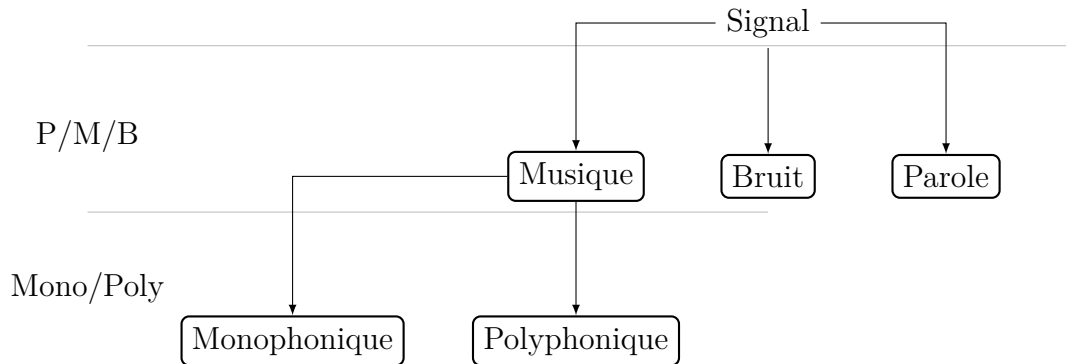 Signal
P/M/B
Musique
Bruit
Parole
Mono/Poly
Monophonique
Polyphonique